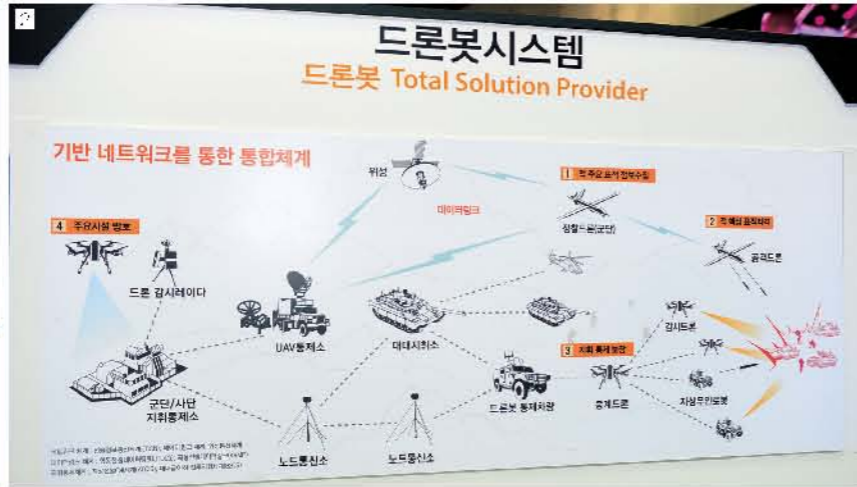 드론봇시스템
드론봇 Total Solution Provider
기반 네트워크를 통한 통합체계
위성
데이터링크
1 적 주요 표적 정보수집
정찰드론(군단)
2 적 핵심 표적타격
공격드론
4 주요시설 방호
드론 감시레이다
UAV통제소
대대지휘소
감시드론
3 지휘 통제 보장
군단/사단
지휘통제소
드론봇 통제차량
중계드론
지상무인로봇
노드통신소
노드통신소